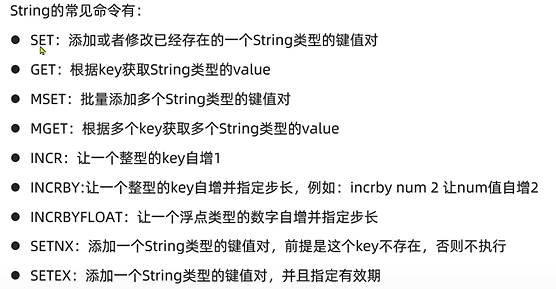 String的常见命令有：
● SET：添加或者修改已经存在的一个String类型的键值对
● GET：根据key获取String类型的value
● MSET：批量添加多个String类型的键值对
● MGET：根据多个key获取多个String类型的value
● INCR：让一个整型的key自增1
● INCRBY:让一个整型的key自增并指定步长，例如：incrby num 2 让num值自增2
● INCRBYFLOAT：让一个浮点类型的数字自增并指定步长
● SETNX：添加一个String类型的键值对，前提是这个key不存在，否则不执行
● SETEX：添加一个String类型的键值对，并且指定有效期